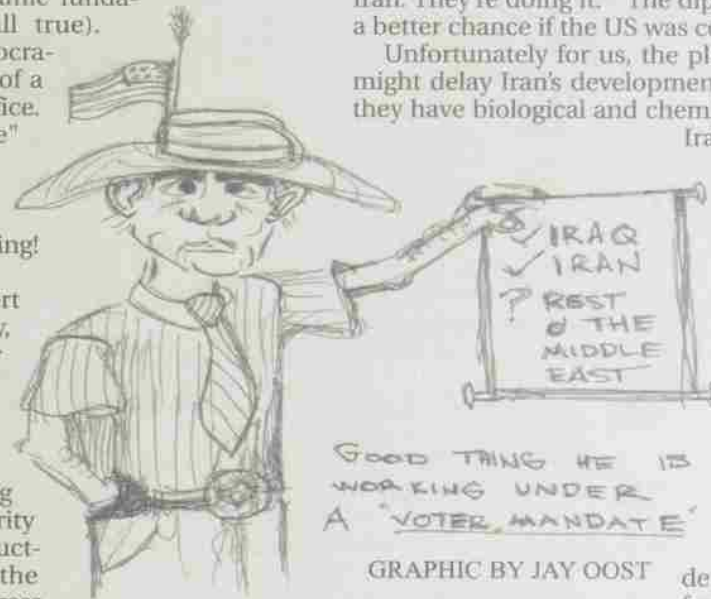 funda-
all true).
ocra-
of a
fice.
e"
ing!
rt
g
rity
uct-
the
Iran. They're doing it." The dip
a better chance if the US was c
Unfortunately for us, the pl
might delay Iran's developmen
they have biological and chem
Ira
✓ IRAQ
✓ IRAN
? REST
O THE
MIDDLE
EAST
GOOD THING HE IS
WORKING UNDER
A "VOTER MANDATE"
GRAPHIC BY JAY OOST
de